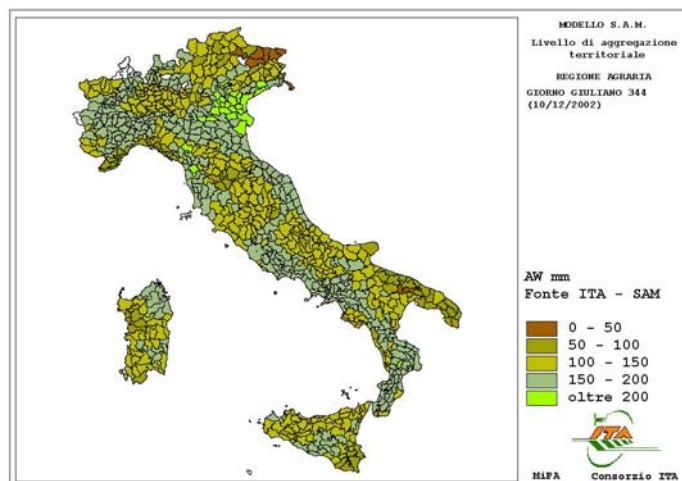 MODELLO S.A.M.
Livello di aggregazione
territoriale
REGIONE AGRARIA
GIORNO GIULIANO 344
(10/12/2002)
AW mm
Fonte ITA - SAM
0 - 50
50 - 100
100 - 150
150 - 200
oltre 200
ITA
MiPA Consorzio ITA